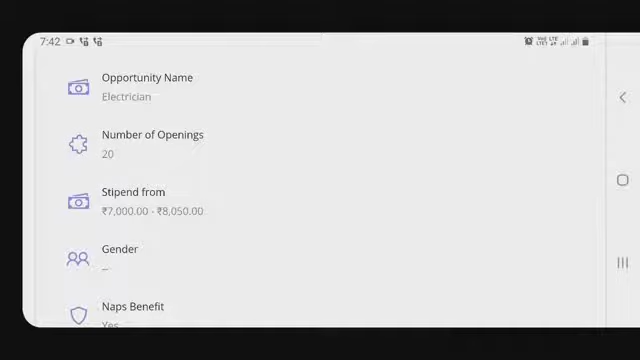 7:42
Opportunity Name
Electrician
Number of Openings
20
Stipend from
₹7,000.00 - ₹8,050.00
Gender
--
Naps Benefit
Yes